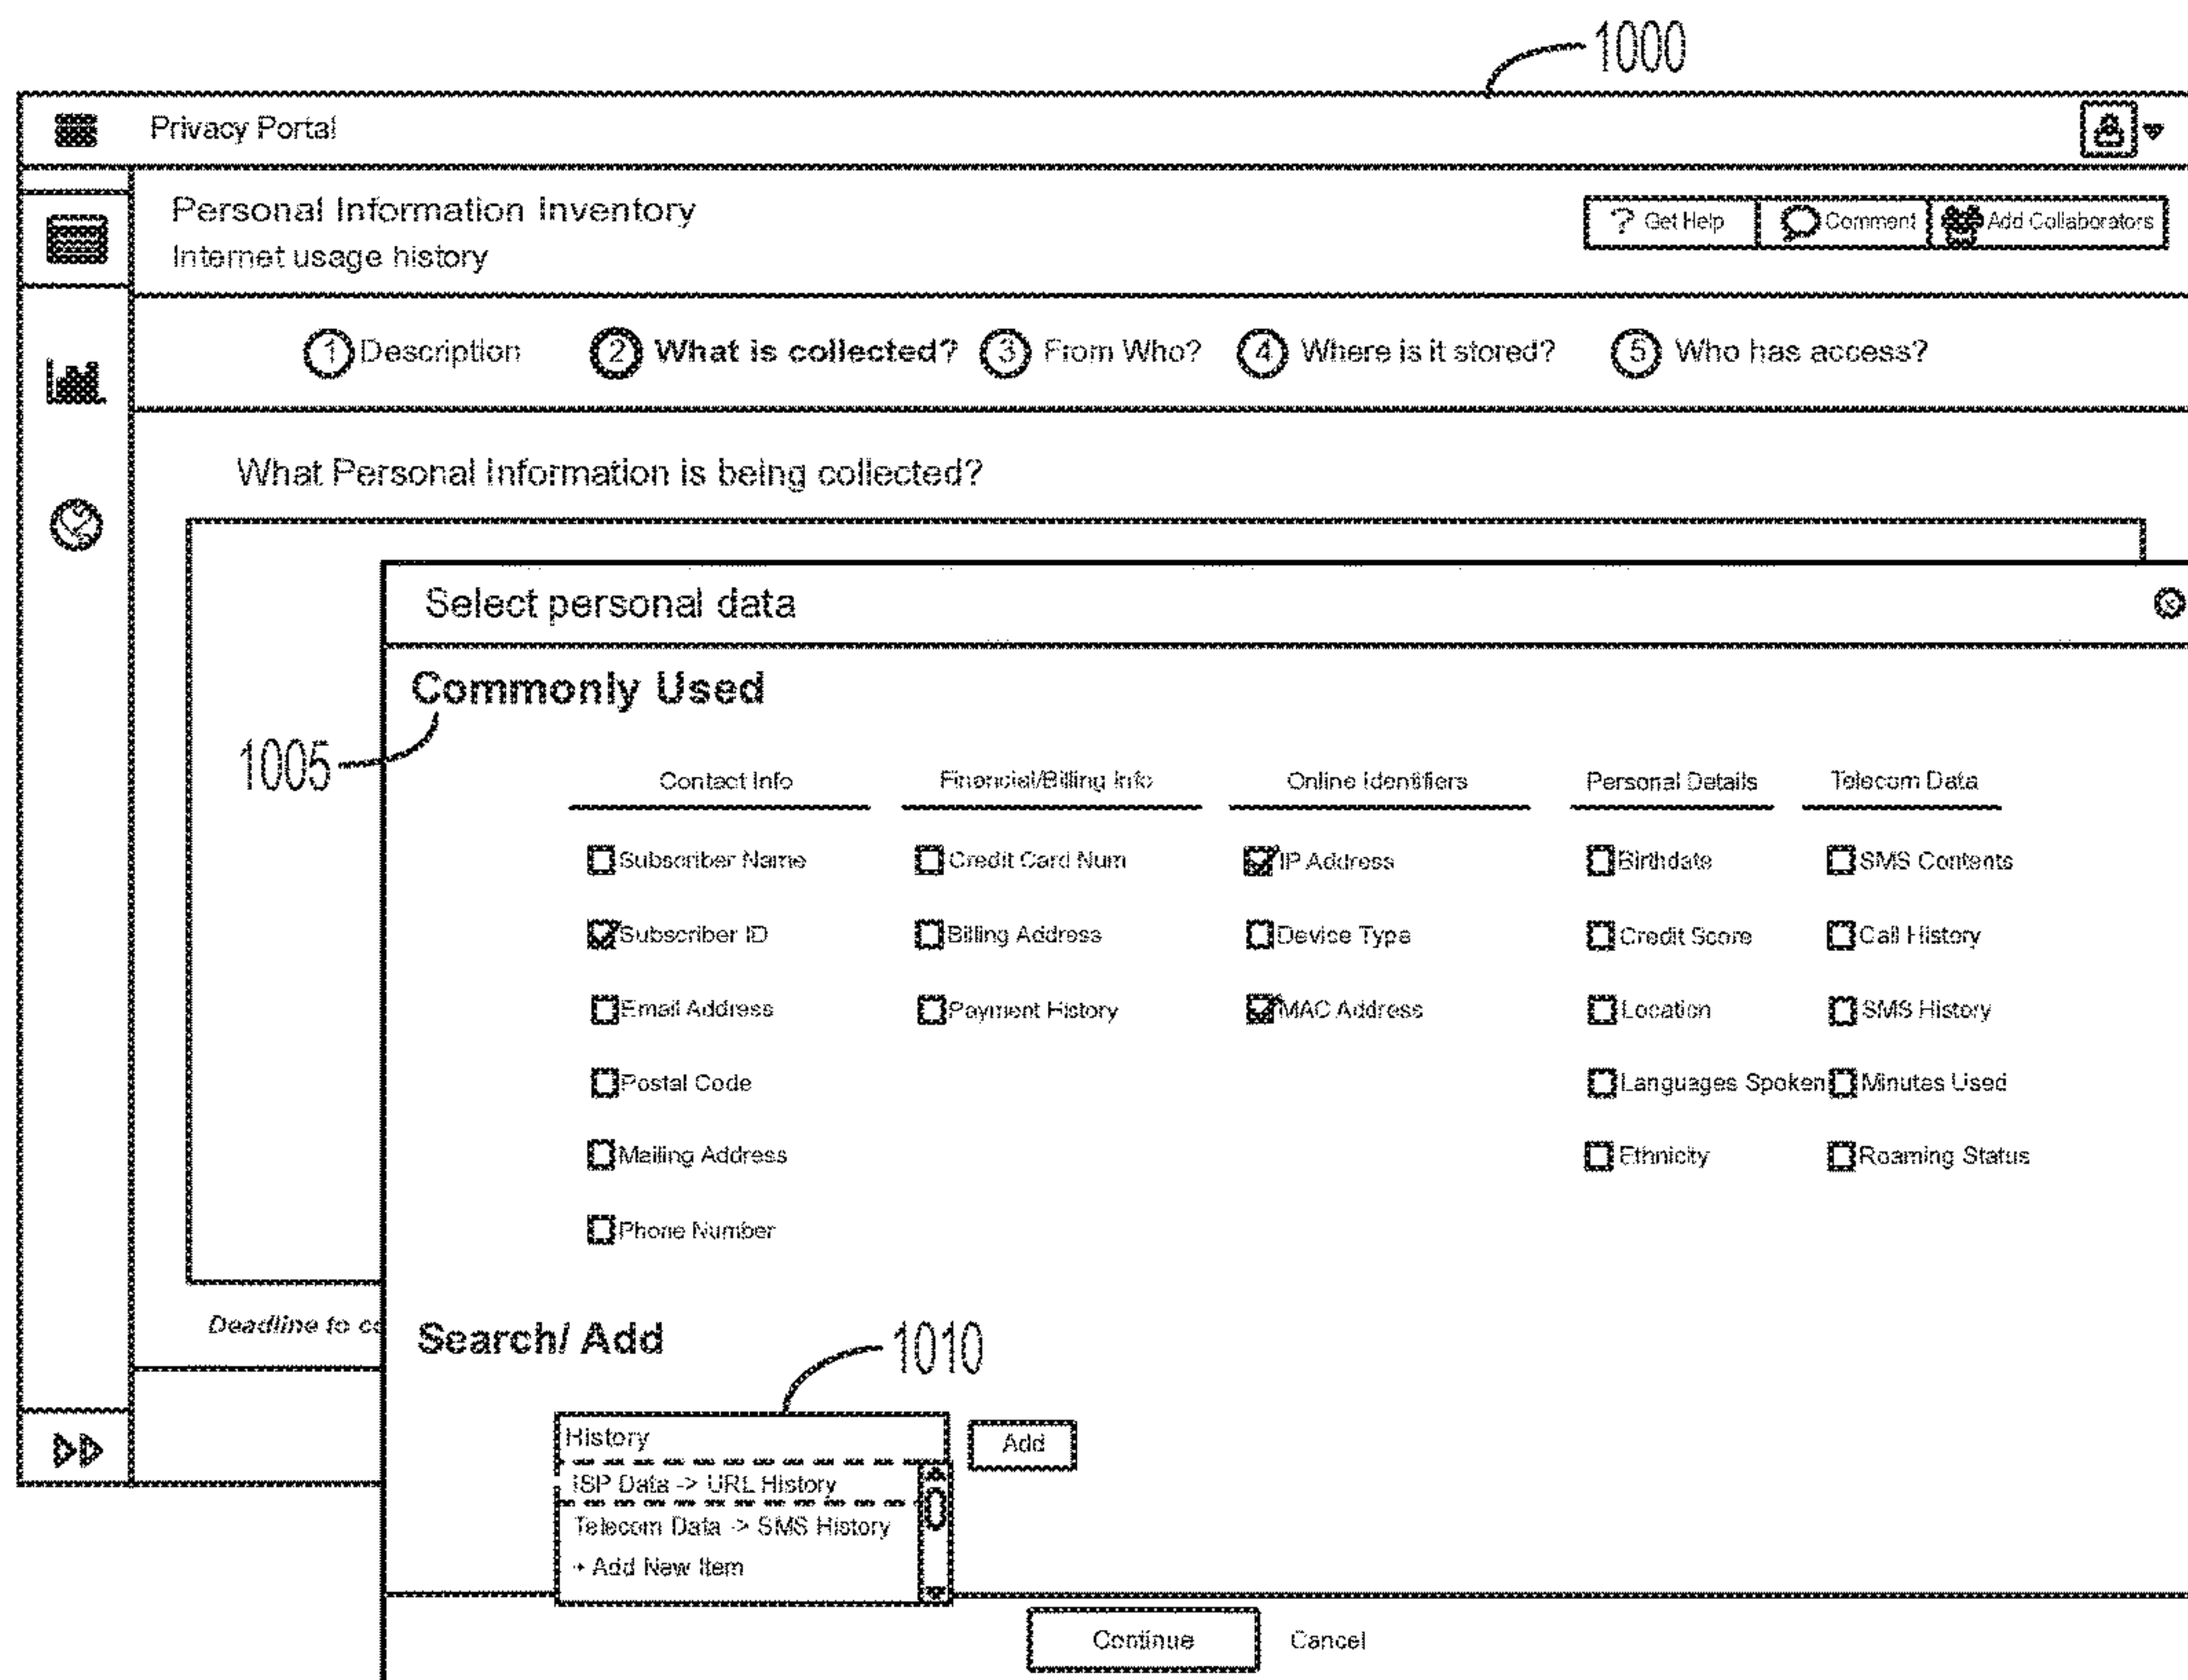 1000
Privacy Portal
Personal Information Inventory
Internet usage history
? Get Help Comment Add Collaborators
1 Description 2 What is collected? 3 From Who? 4 Where is it stored? 5 Who has access?
What Personal Information is being collected?
Select personal data
Commonly Used
1005
Contact Info Financial/Billing Info Online Identifiers Personal Details Telecom Data
Subscriber Name Credit Card Num IP Address Birthdate SMS Contents
Subscriber ID Billing Address Device Type Credit Score Call History
Email Address Payment History MAC Address Location SMS History
Postal Code Languages Spoken Minutes Used
Mailing Address Ethnicity Roaming Status
Phone Number
Deadline to
Search/ Add
1010
History Add
ISP Data -> URL History
Telecom Data -> SMS History
+ Add New Item
Continue Cancel